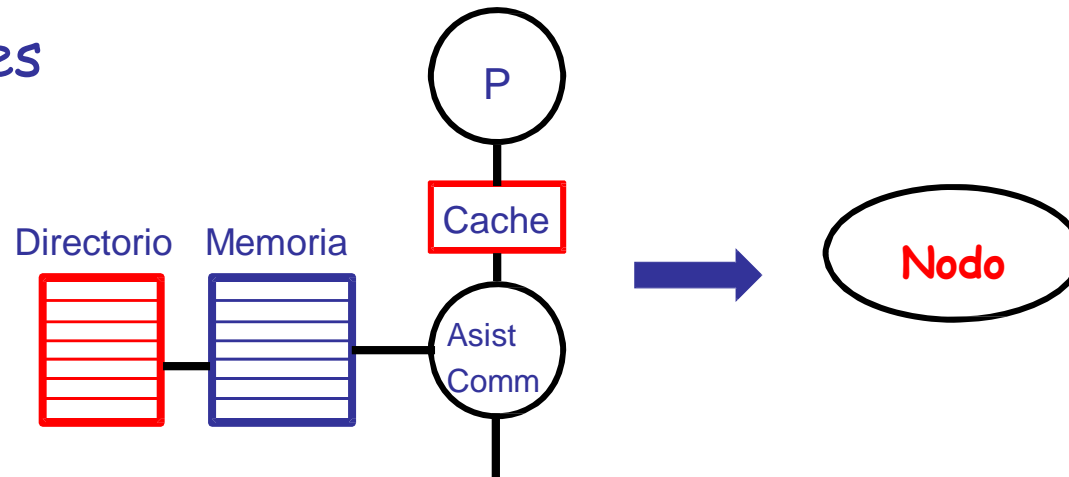 es
P
Cache
Directorio Memoria
Nodo
Asist
Comm